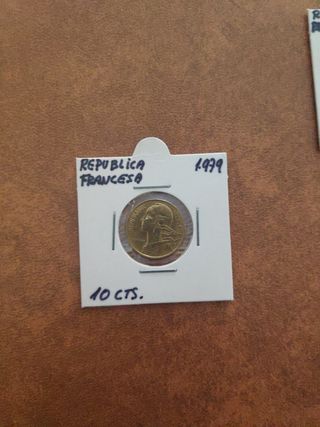 REPUBLICA 1979
FRANCESA
10 CTS.